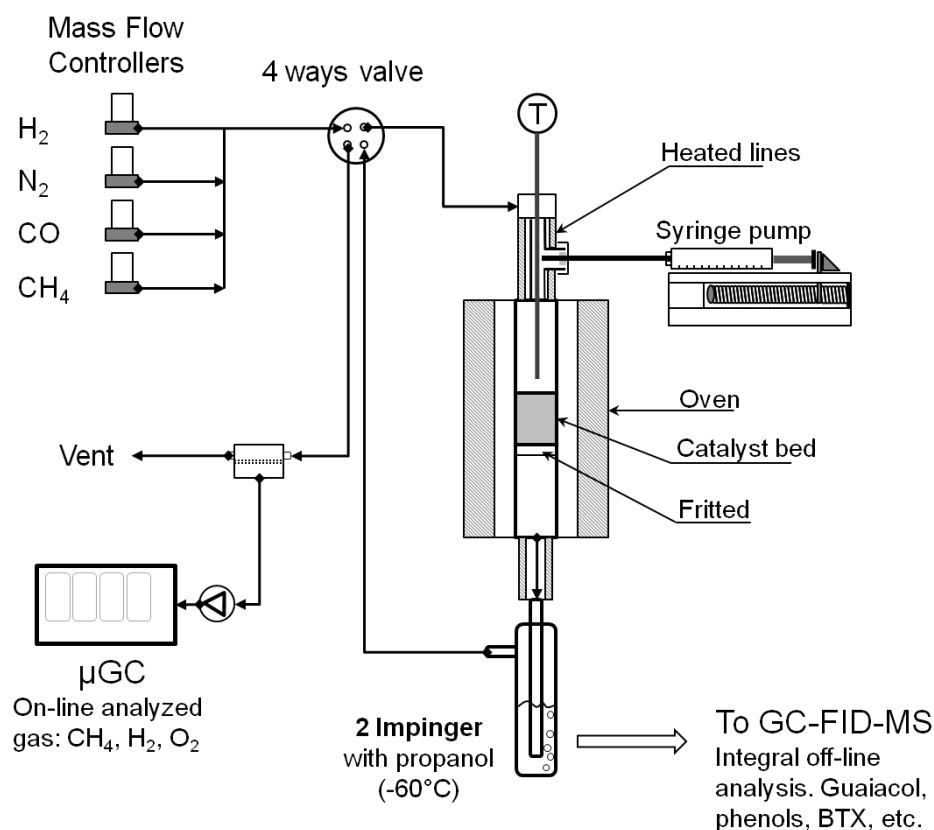 Mass Flow
Controllers
4 ways valve
H₂
N₂
CO
CH₄
T
Heated lines
Syringe pump
Oven
Catalyst bed
Fritted
Vent
µGC
On-line analyzed
gas: CH₄, H₂, O₂
2 Impinger
with propanol
(-60°C)
To GC-FID-MS
Integral off-line
analysis. Guaiacol,
phenols, BTX, etc.